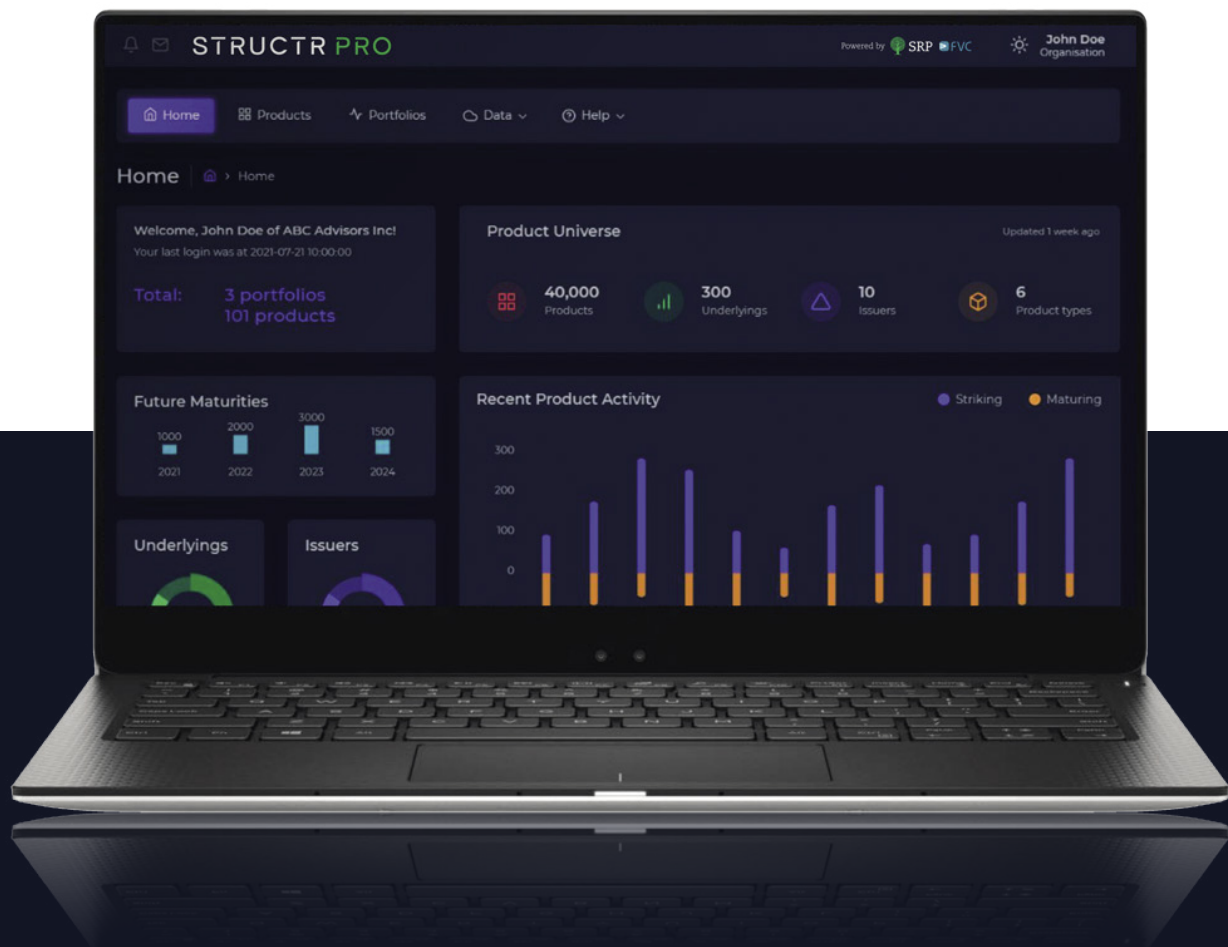 STRUCTR PRO
Powered by SRP FVC
John Doe
Organisation
Home
Products
Portfolios
Data
Help
Home
Home
Welcome, John Doe of ABC Advisors Inc!
Your last login was at 2021-07-21 10:00:00
Total:
3 portfolios
101 products
Product Universe
Updated 1 week ago
40,000
Products
300
Underlyings
10
Issuers
6
Product types
Future Maturities
1000
2000
3000
1500
2021
2022
2023
2024
Recent Product Activity
Striking
Maturing
300
200
100
0
Underlyings
Issuers